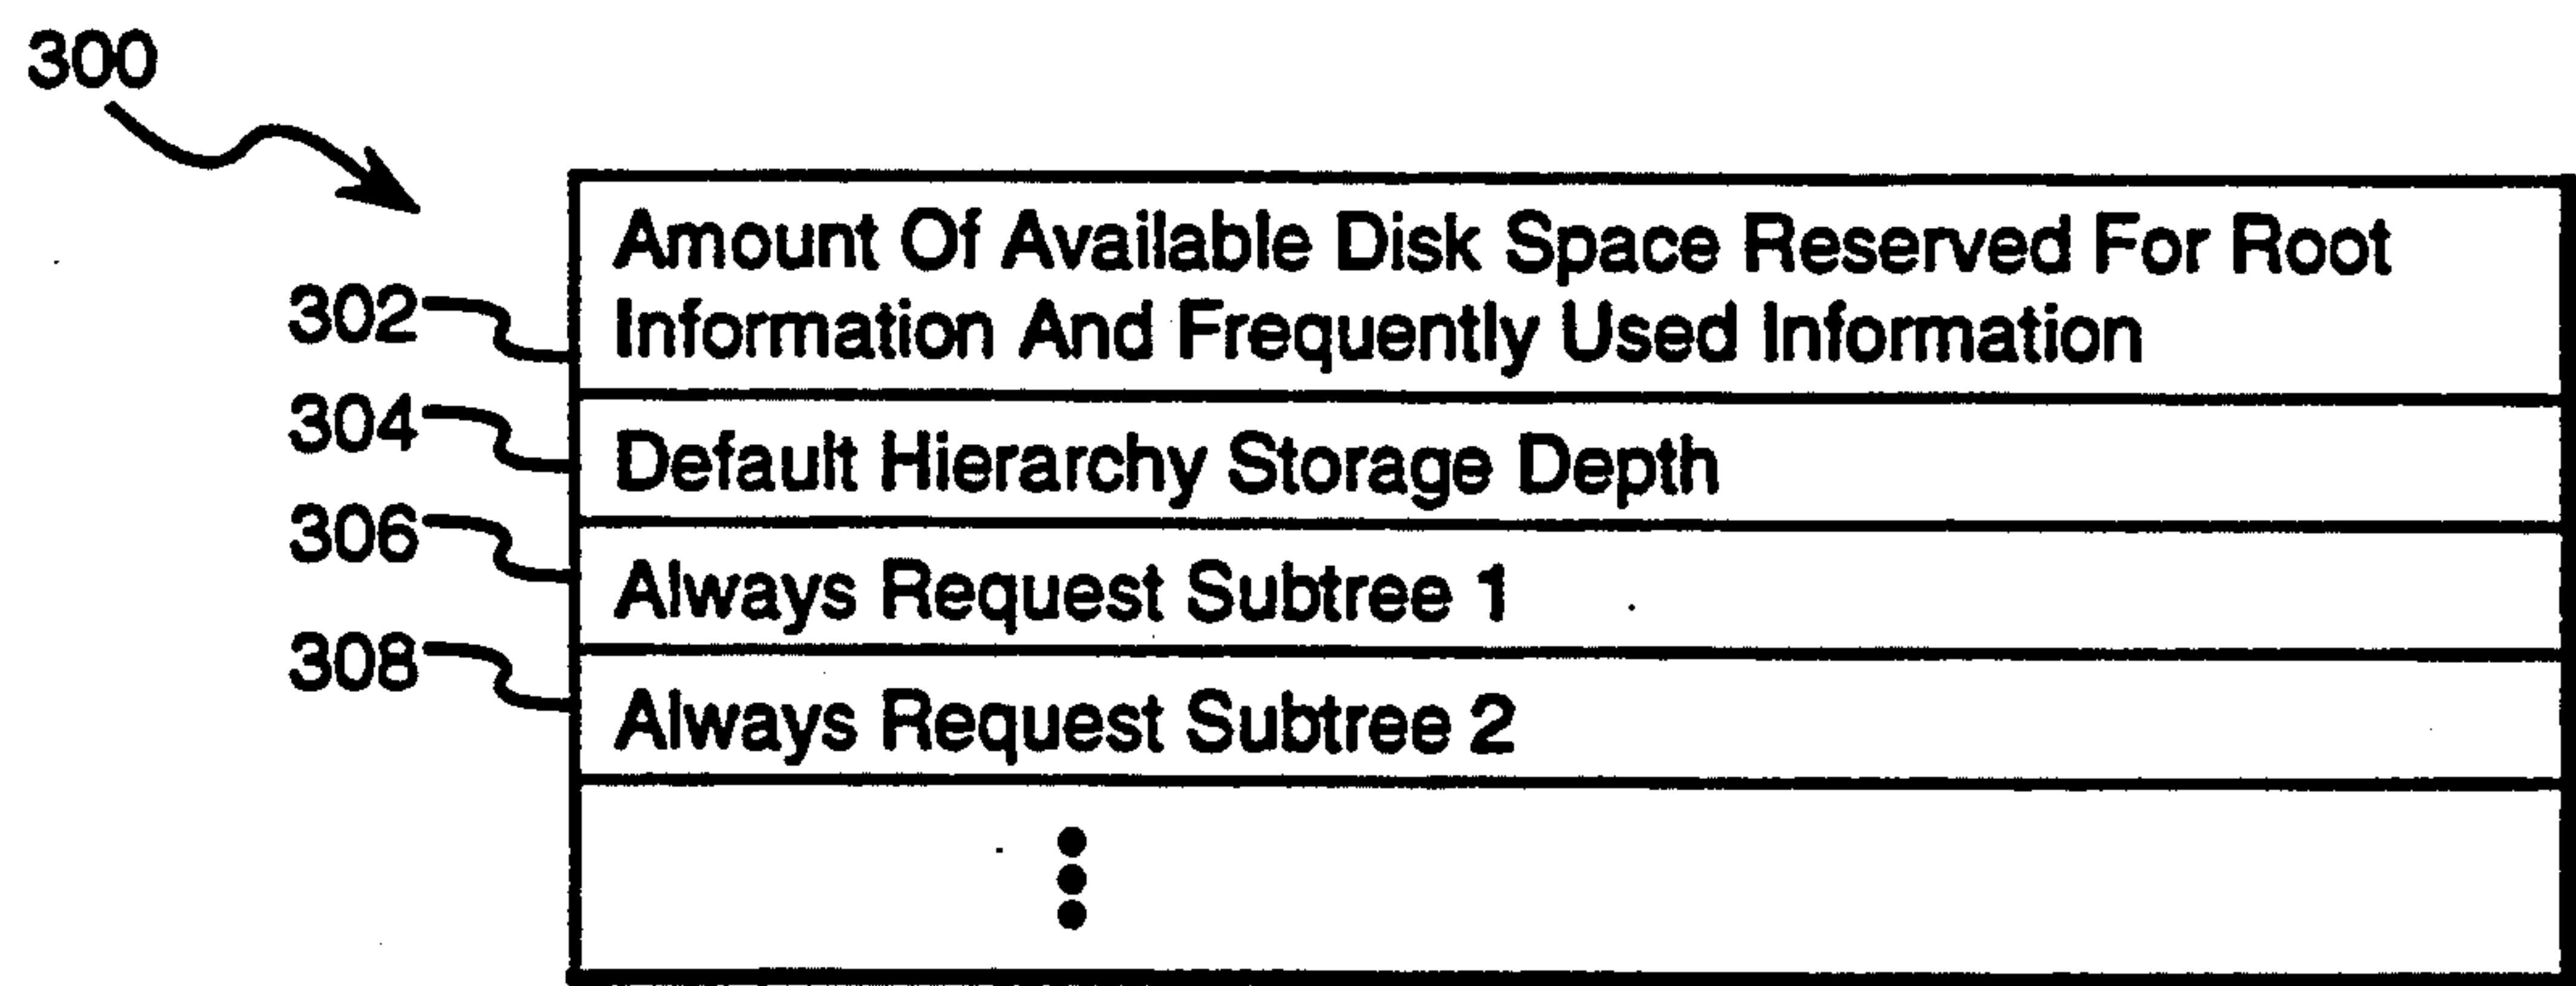 300
Amount Of Available Disk Space Reserved For Root
302 Information And Frequently Used Information
304 Default Hierarchy Storage Depth
306 Always Request Subtree 1
308 Always Request Subtree 2